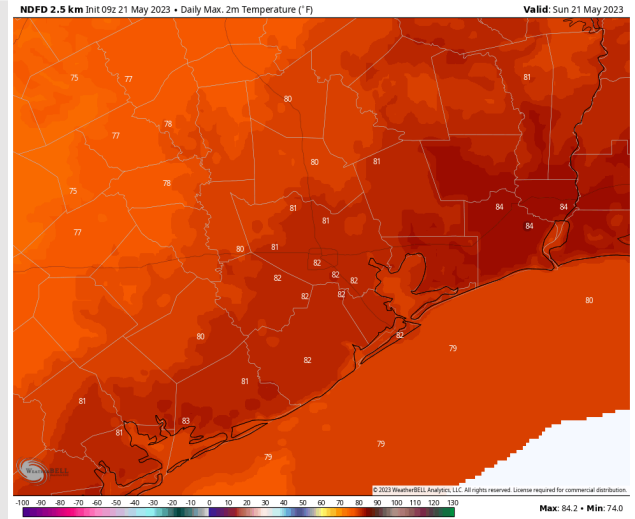 NDFD 2.5 km Init 09z 21 May 2023 • Daily Max. 2m Temperature (°F)
Valid: Sun 21 May 2023
75 77 80 81
78
77
80 81
75 78
81 84 84
81 84
77
80 81
82
82 82 82
82 82
80
79
80
82
82
81
81
83
81
79
79
WeatherBELL
© 2023 WeatherBELL Analytics, LLC. All rights reserved. License required for commercial distribution.
-100 -90 -80 -70 -60 -50 -40 -30 -20 -10 0 10 20 30 40 50 60 70 80 90 100 110 120 130
Max: 84.2 • Min: 74.0